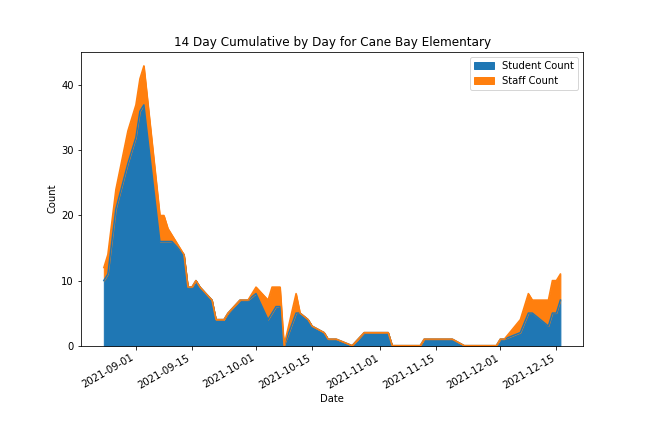 14 Day Cumulative by Day for Cane Bay Elementary
Student Count
Staff Count
40
30
20
10
0
Count
2021-09-01
2021-09-15
2021-10-01
2021-10-15
2021-11-01
2021-11-15
2021-12-01
2021-12-15
Date